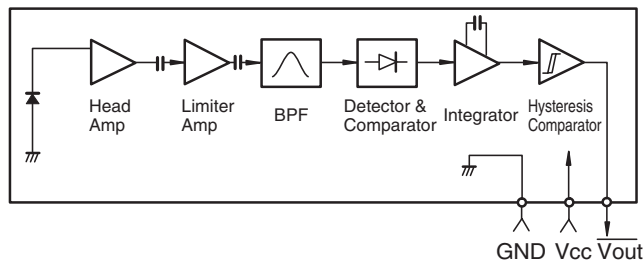 Head
Amp
Limiter
Amp
BPF
Detector &
Comparator
Integrator
Hysteresis
Comparator
GND Vcc Vout